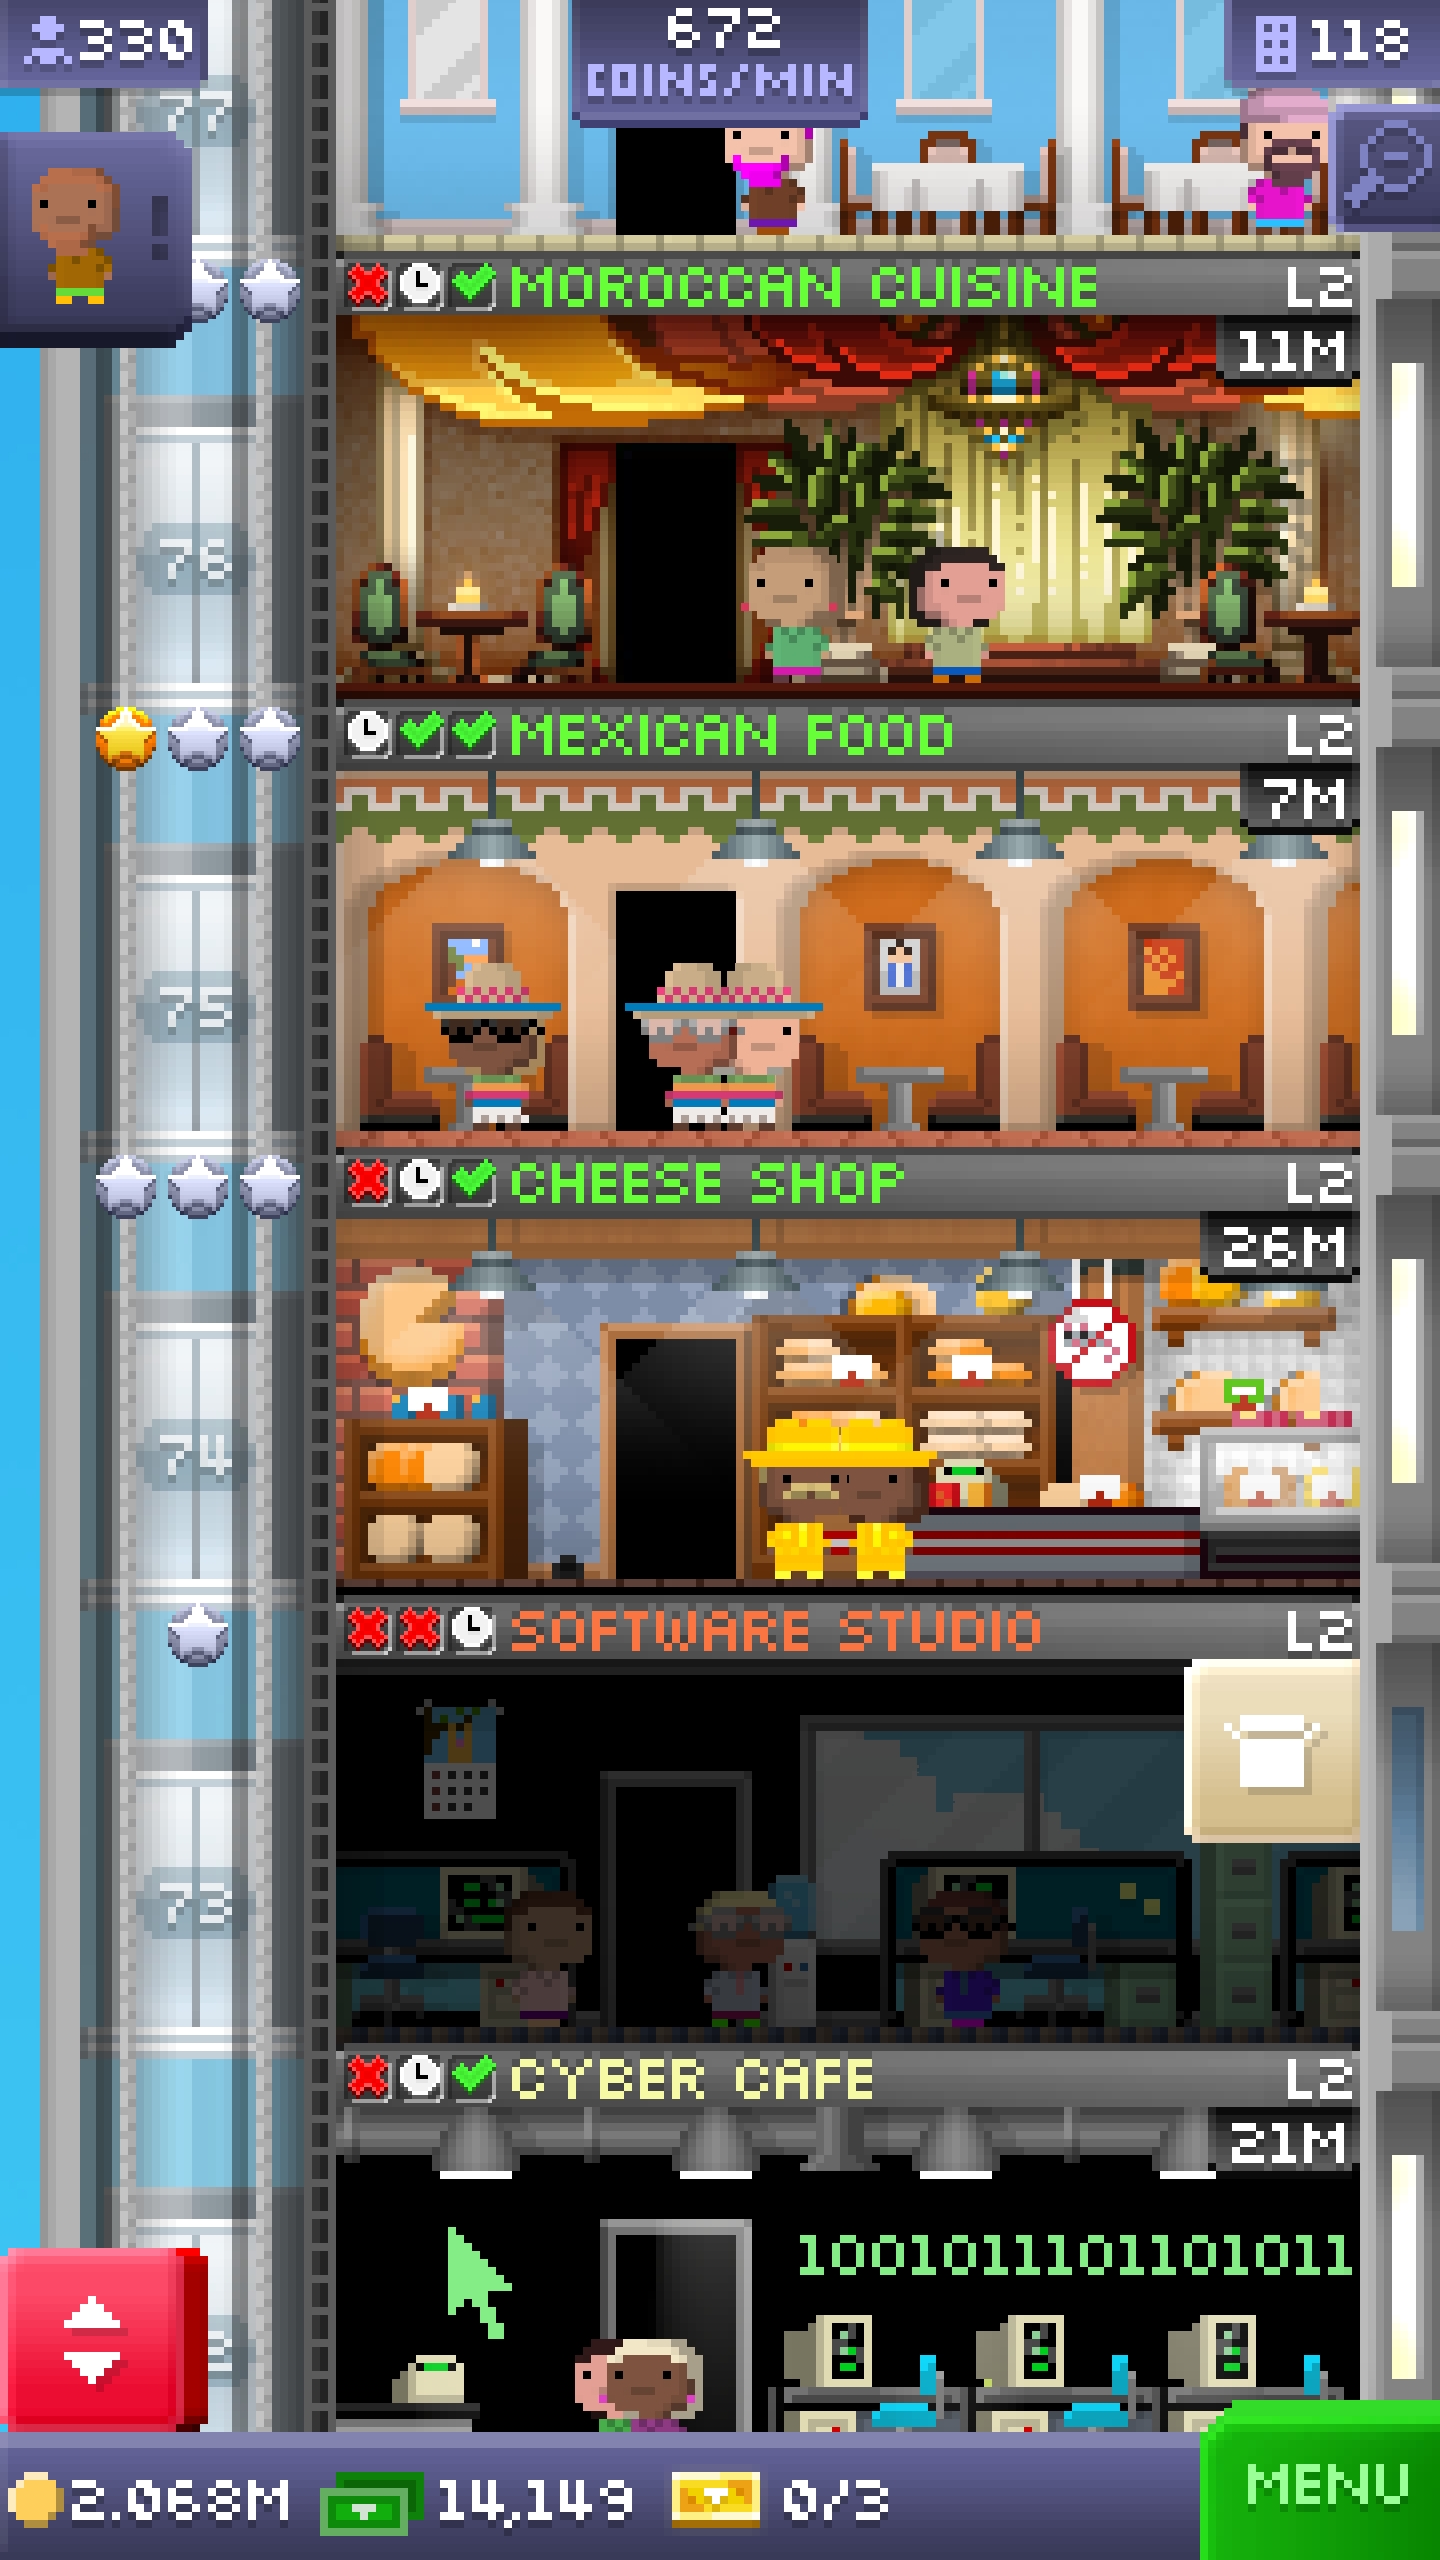 330
672
COINS/MIN
118
77
MOROCCAN CUISINE
L2
11M
76
MEXICAN FOOD
L2
7M
75
CHEESE SHOP
L2
26M
74
SOFTWARE STUDIO
L2
73
CYBER CAFE
L2
21M
1001011101101011
2.068M
14,149
0/3
MENU